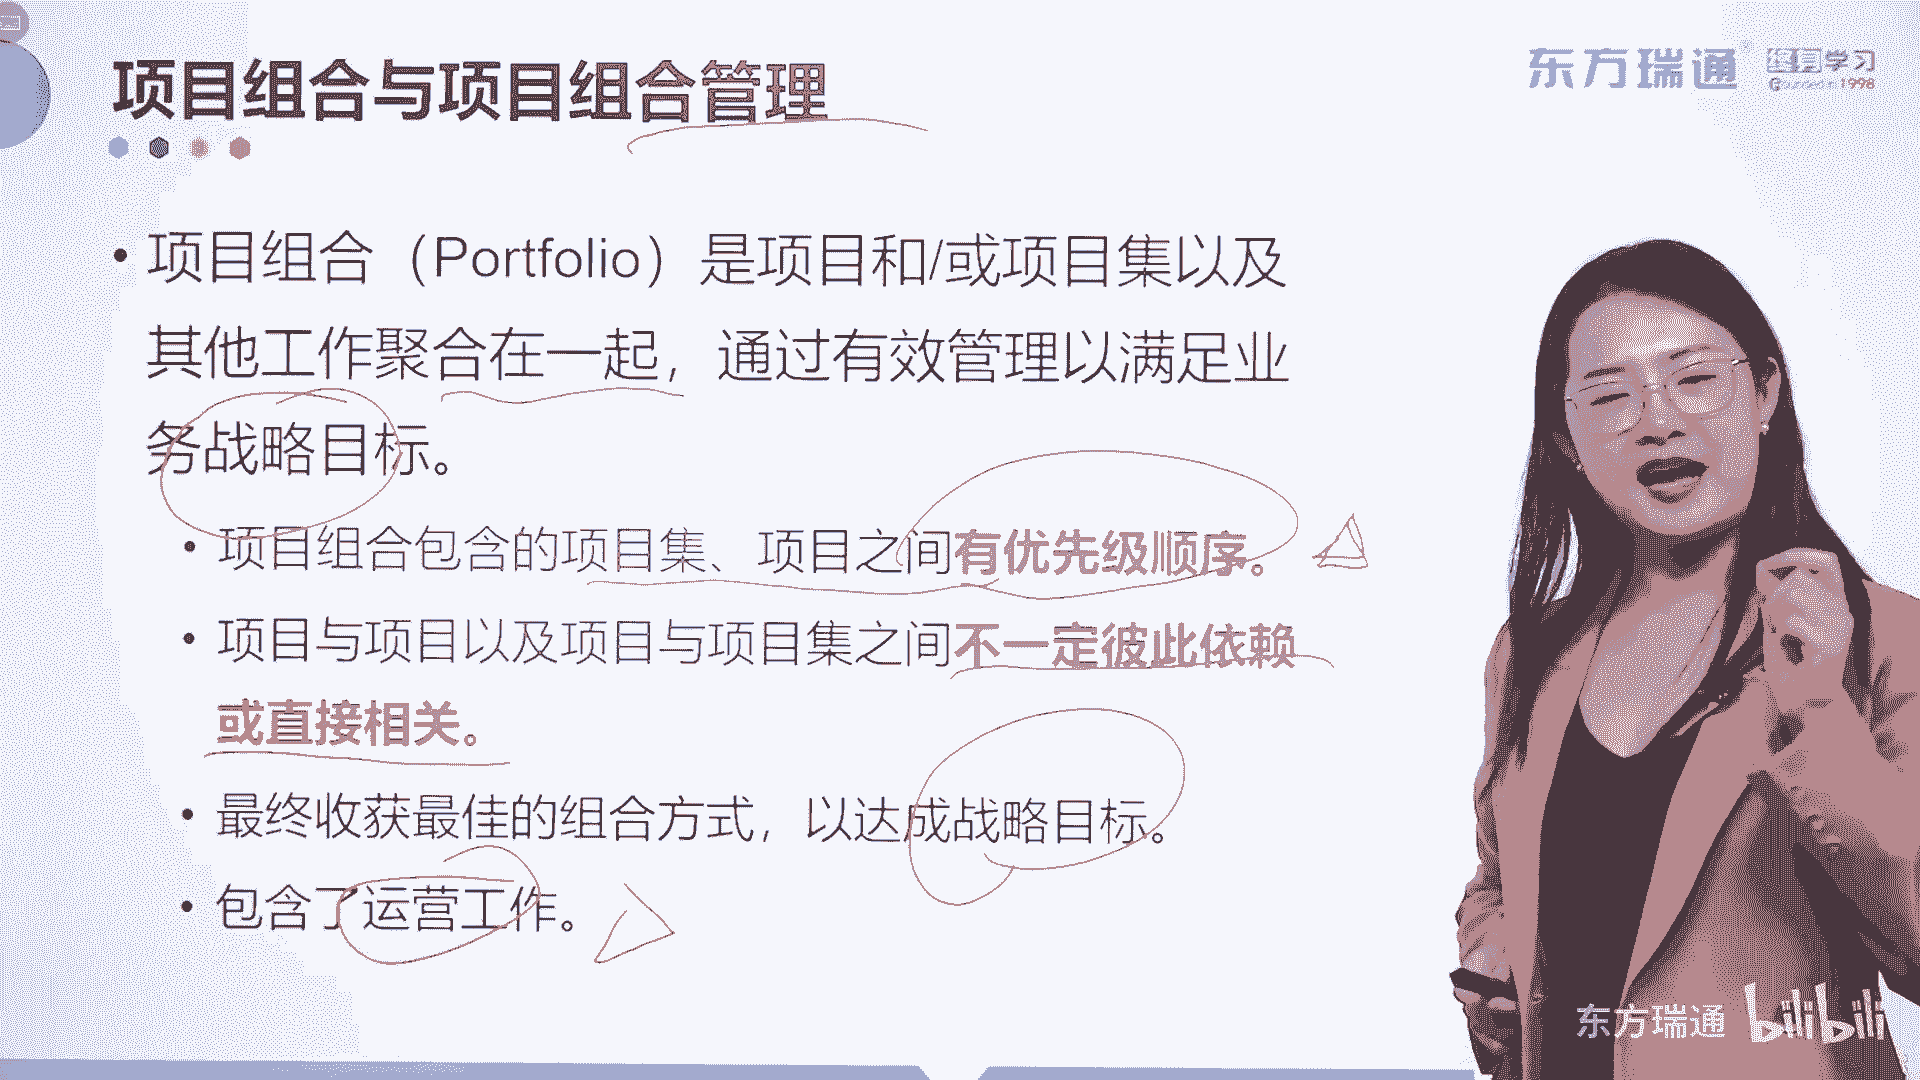 项目组合与项目组合管理
东方瑞通
终身学习
1998
• 项目组合（Portfolio）是项目和/或项目集以及
其他工作聚合在一起，通过有效管理以满足业
务战略目标。
• 项目组合包含的项目集、项目之间有优先级顺序。
• 项目与项目以及项目与项目集之间不一定彼此依赖
或直接相关。
• 最终收获最佳的组合方式，以达成战略目标。
• 包含了运营工作。
东方瑞通 bilibili